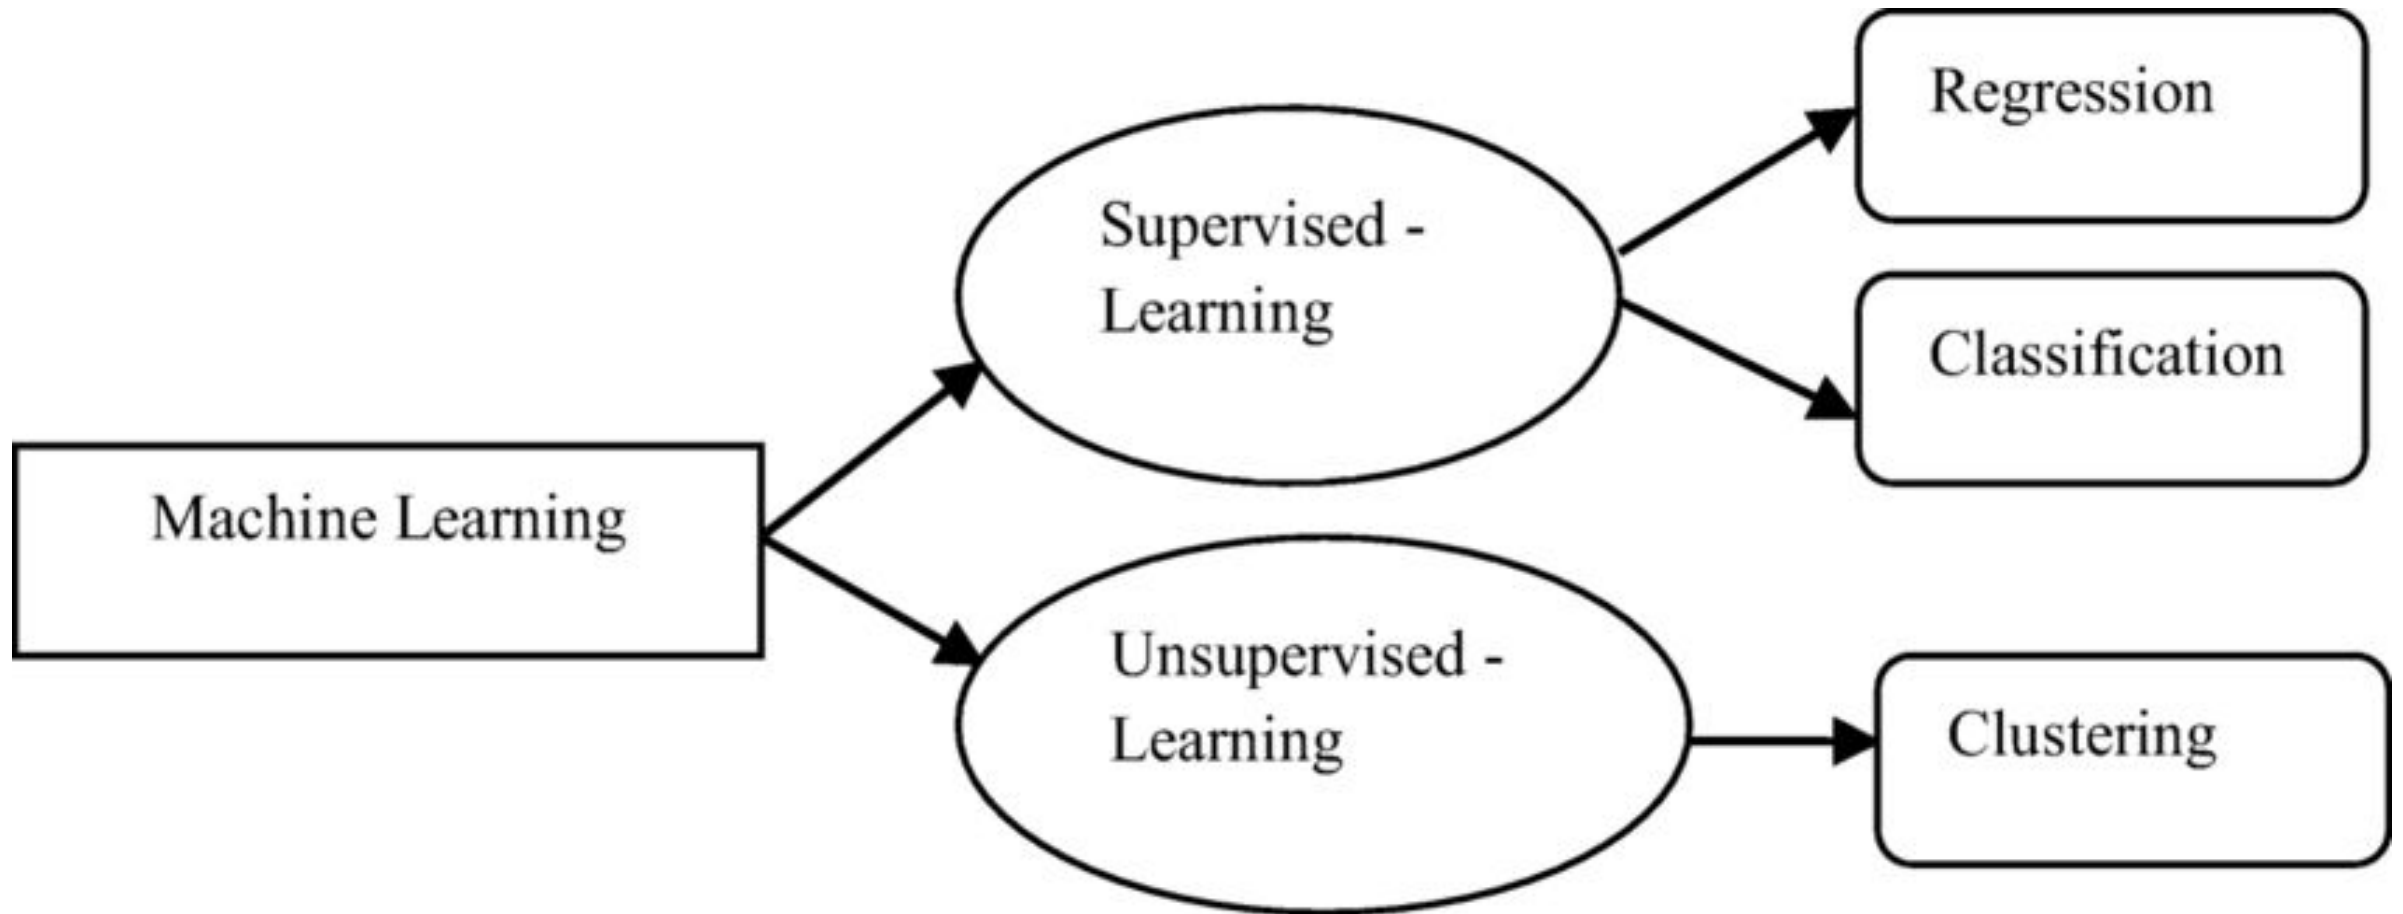 Regression
Supervised -
Learning
Classification
Machine Learning
Unsupervised -
Learning
Clustering